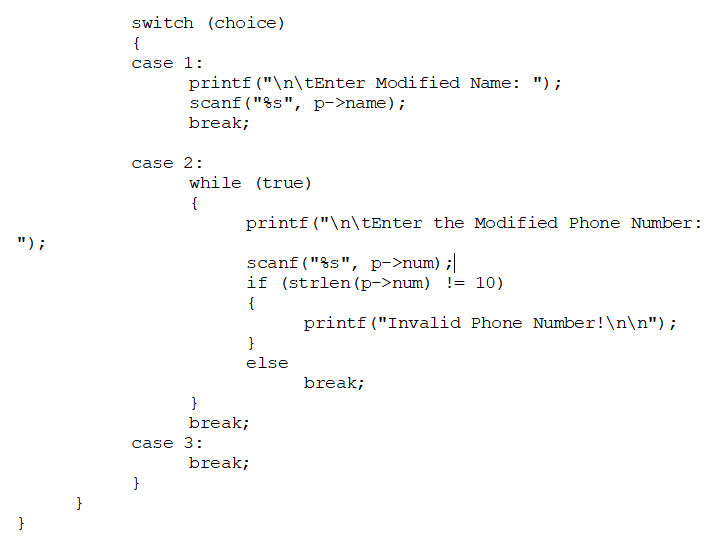 switch (choice)
{
case 1:
printf("\n\tEnter Modified Name: ");
scanf("%s", p->name);
break;
case 2:
while (true)
{
printf("\n\tEnter the Modified Phone Number:
");
scanf("%s", p->num);
if (strlen(p->num) != 10)
{
printf("Invalid Phone Number!\n\n");
}
else
break;
}
break;
case 3:
break;
}
}
}